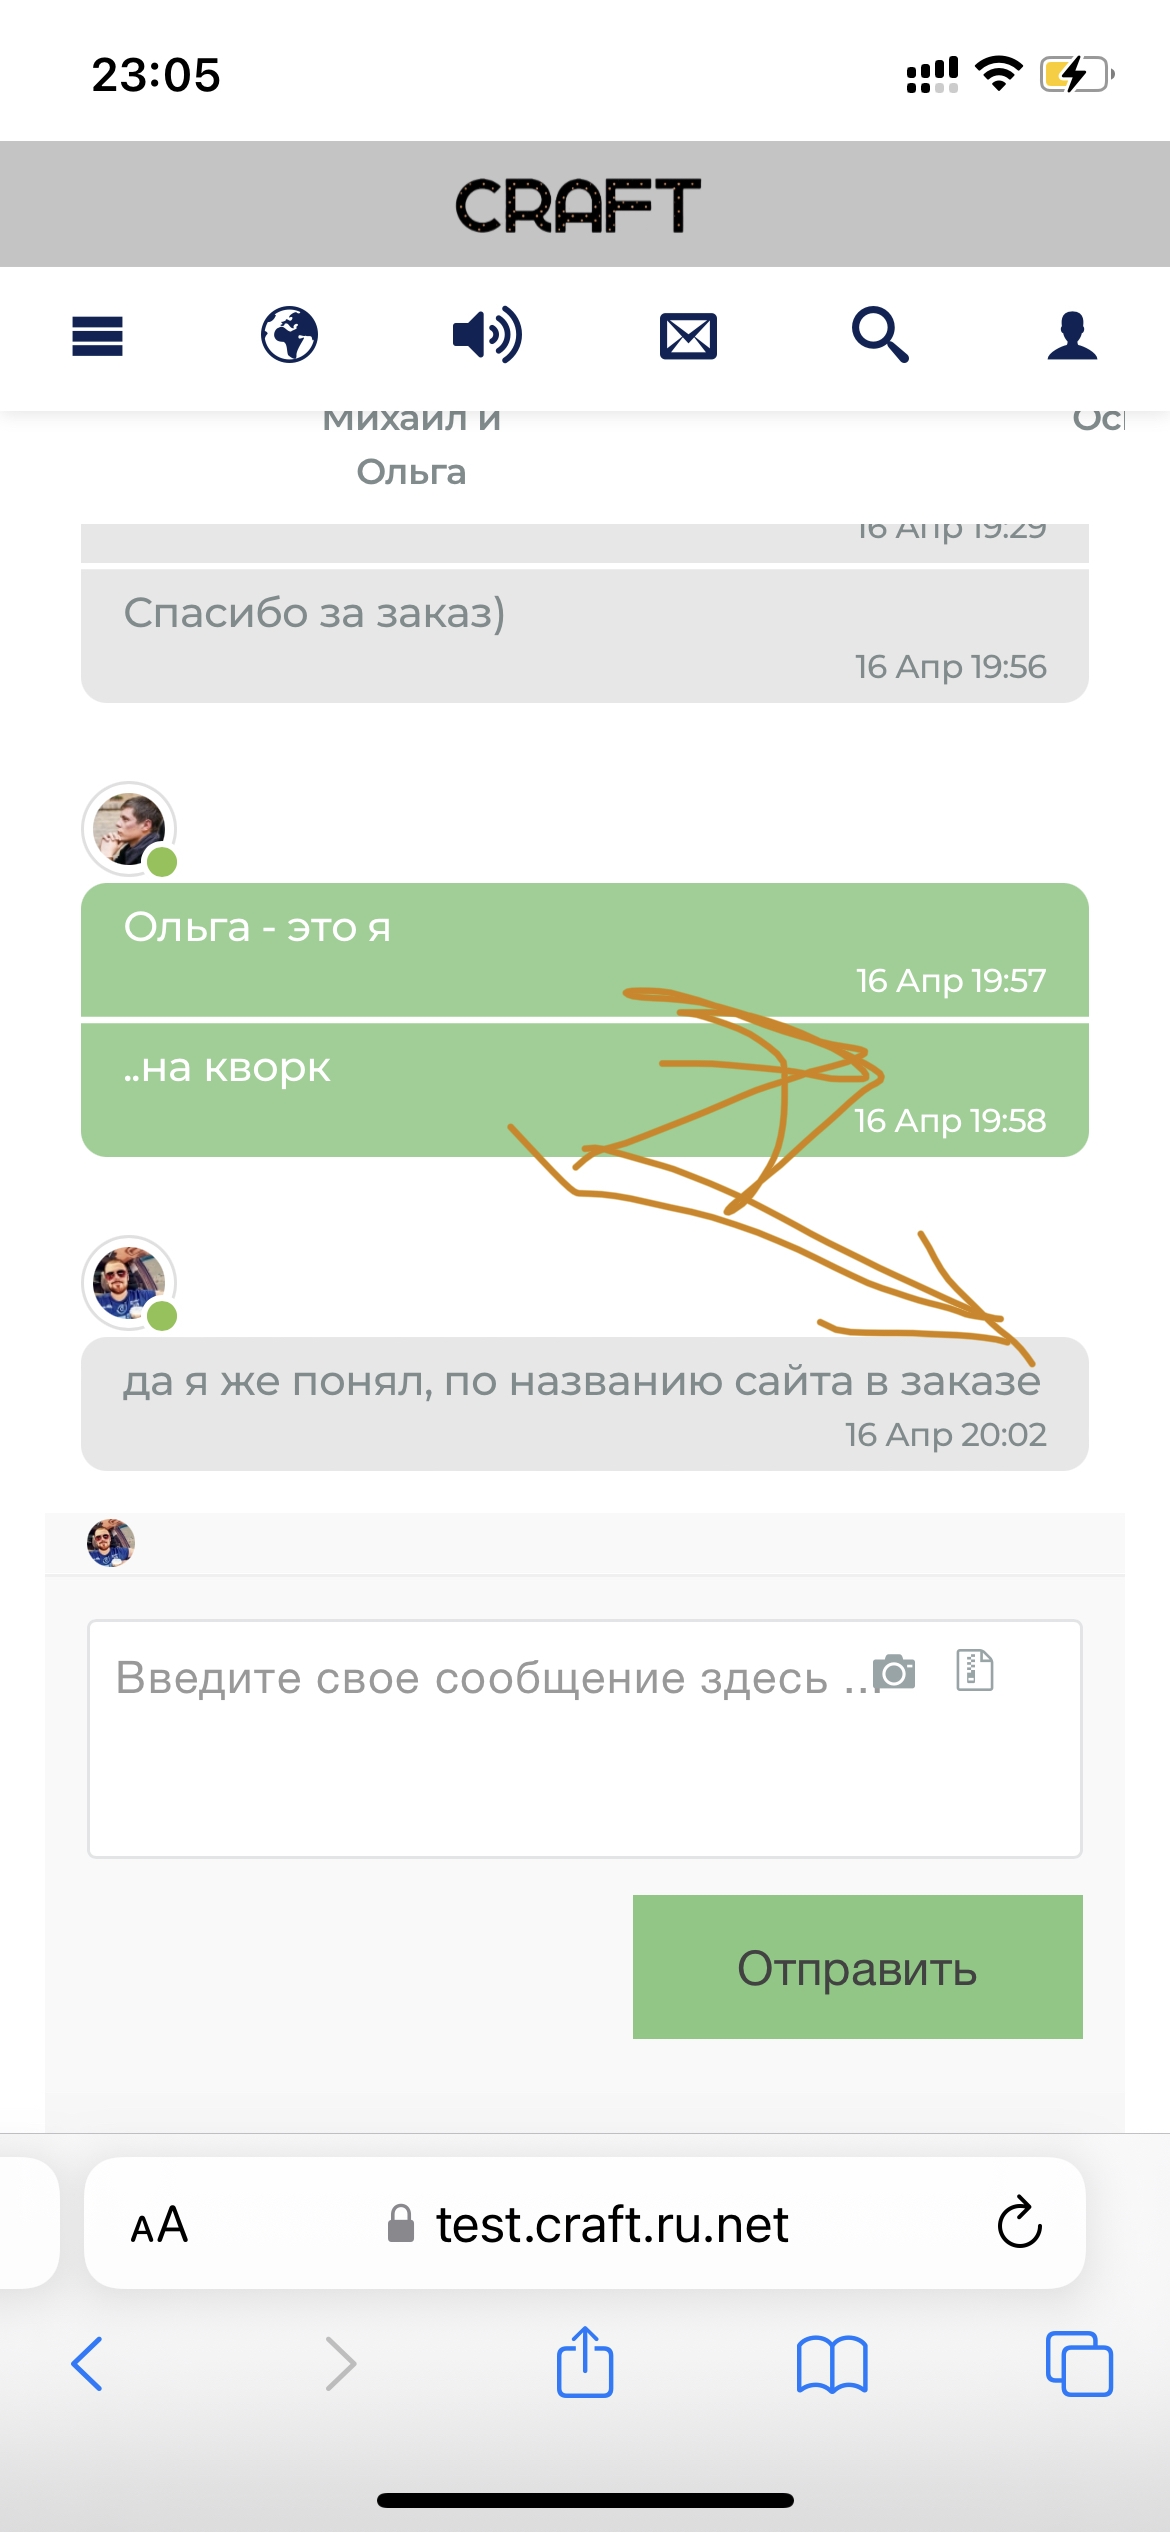 23:05
CRAFT
Михаил и
Ольга
16 Апр 19:29
Спасибо за заказ)
16 Апр 19:56
Ольга - это я
16 Апр 19:57
..на кворк
16 Апр 19:58
да я же понял, по названию сайта в заказе
16 Апр 20:02
Введите свое сообщение здесь ...
Отправить
AA
test.craft.ru.net